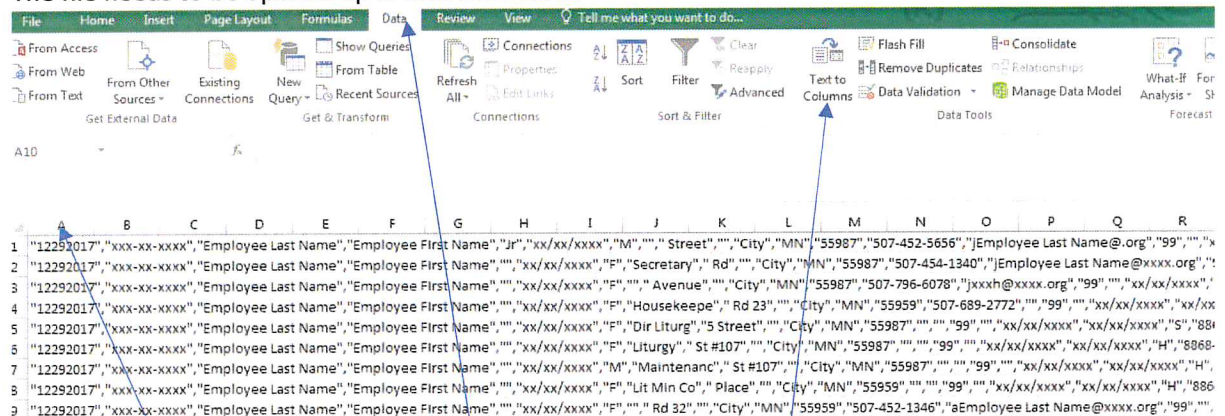 File Home Insert Page Layout Formulas Data Review View Tell me what you want to do...
From Access
From Web
From Text
From Other Sources
Existing Connections
Get External Data
New Query
Show Queries
From Table
Recent Sources
Get & Transform
Refresh All
Connections
Properties
Edit Links
Connections
Sort
Filter
Clear
Reapply
Advanced
Sort & Filter
Text to Columns
Flash Fill
Remove Duplicates
Data Validation
Consolidate
Relationships
Manage Data Model
Data Tools
What-If Analysis
Forecast
A10 fx
A B C D E F G H I J K L M N O P Q R
1 "12292017","xxx-xx-xxxx","Employee Last Name","Employee First Name","Jr","xx/xx/xxxx","M",""," Street","","City","MN","55987","507-452-5656","jEmployee Last Name@.org","99","","x
2 "12292017","xxx-xx-xxxx","Employee Last Name","Employee First Name","","xx/xx/xxxx","F","Secretary"," Rd","","City","MN","55987","507-454-1340","jEmployee Last Name@xxxx.org","
3 "12292017","xxx-xx-xxxx","Employee Last Name","Employee First Name","","xx/xx/xxxx","F",""," Avenue","","City","MN","55987","507-796-6078","jxxxh@xxxx.org","99","","xx/xx/xxxx","
4 "12292017","xxx-xx-xxxx","Employee Last Name","Employee First Name","","xx/xx/xxxx","F","Housekeepe"," Rd 23","","City","MN","55959","507-689-2772","","99","","xx/xx/xxxx","xx/xx
5 "12292017","xxx-xx-xxxx","Employee Last Name","Employee First Name","","xx/xx/xxxx","F","Dir Liturg","5 Street","","City","MN","55987","","","99","","xx/xx/xxxx","xx/xx/xxxx","S","88
6 "12292017","xxx-xx-xxxx","Employee Last Name","Employee First Name","","xx/xx/xxxx","F","Liturgy"," St #107","","City","MN","55987","","","99","","xx/xx/xxxx","xx/xx/xxxx","H","8868-
7 "12292017","xxx-xx-xxxx","Employee Last Name","Employee First Name","","xx/xx/xxxx","M","Maintenanc"," St #107","","City","MN","55987","","","99","","xx/xx/xxxx","xx/xx/xxxx","H",
8 "12292017","xxx-xx-xxxx","Employee Last Name","Employee First Name","","xx/xx/xxxx","F","Lit Min Co"," Place","","City","MN","55959","","","99","","xx/xx/xxxx","xx/xx/xxxx","H","886
9 "12292017","xxx-xx-xxxx","Employee Last Name","Employee First Name","","xx/xx/xxxx","F",""," Rd 32","","City","MN","55959","507-452-1346","aEmployee Last Name@xxxx.org","99","",